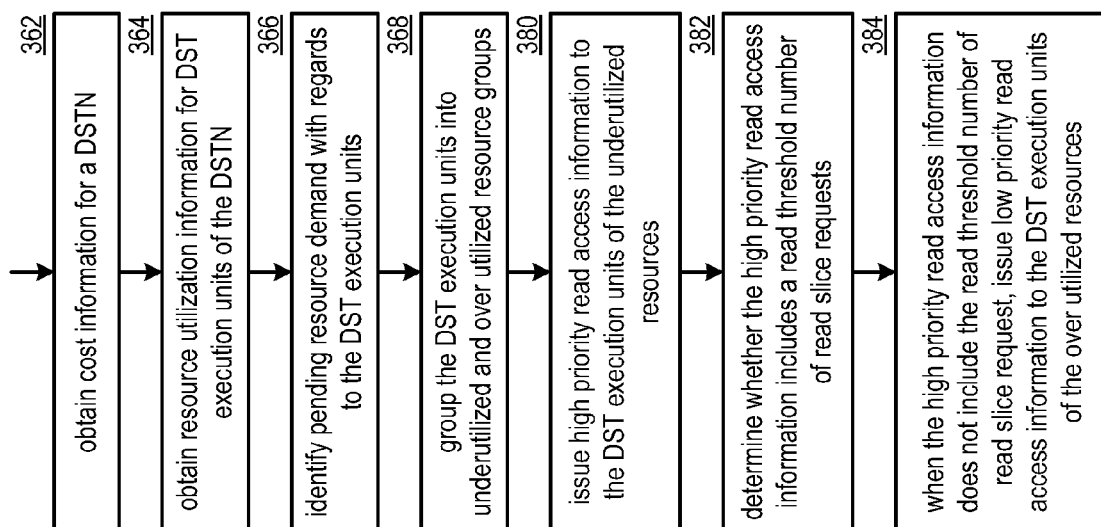 362
obtain cost information for a DSTN
364
obtain resource utilization information for DST
execution units of the DSTN
366
identify pending resource demand with regards
to the DST execution units
368
group the DST execution units into
underutilized and over utilized resource groups
380
issue high priority read access information to
the DST execution units of the underutilized
resources
382
determine whether the high priority read access
information includes a read threshold number
of read slice requests
384
when the high priority read access information
does not include the read threshold number of
read slice request, issue low priority read
access information to the DST execution units
of the over utilized resources